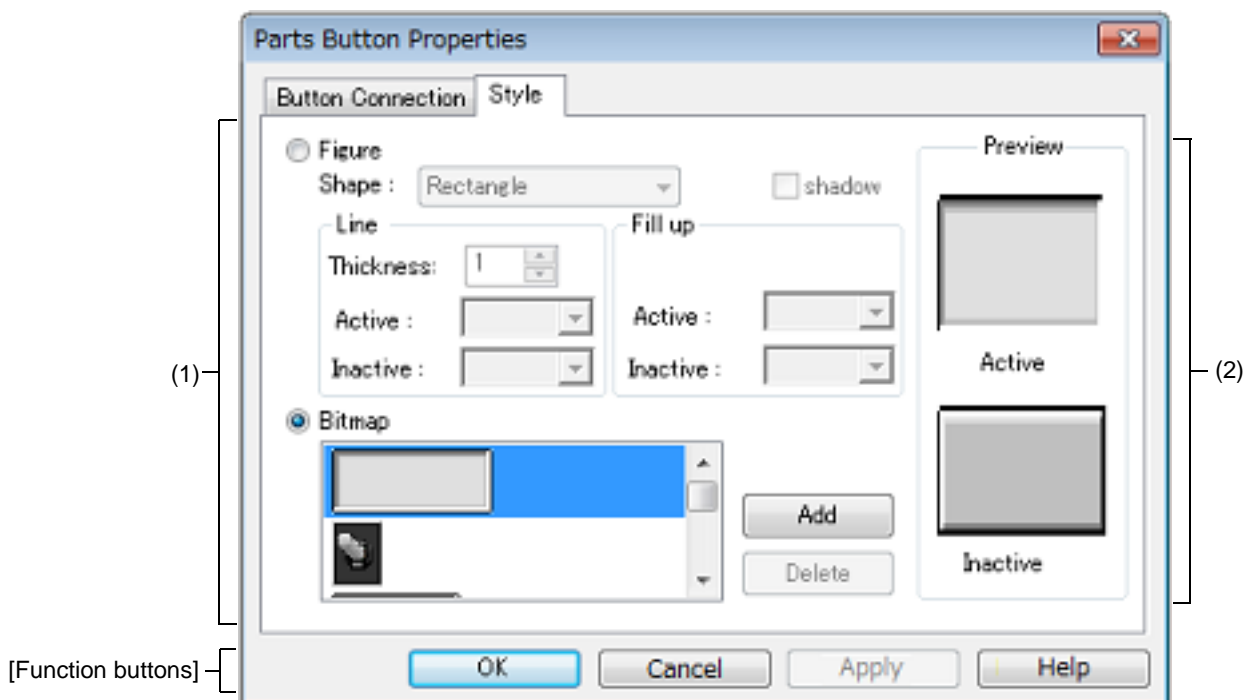 Parts Button Properties
Button Connection Style
Figure
Shape : Rectangle shadow
Line
Thickness: 1
Active :
Inactive :
Fill up
Active :
Inactive :
Bitmap
Add
Delete
Preview
Active
Inactive
(1)
(2)
[Function buttons]
OK Cancel Apply Help